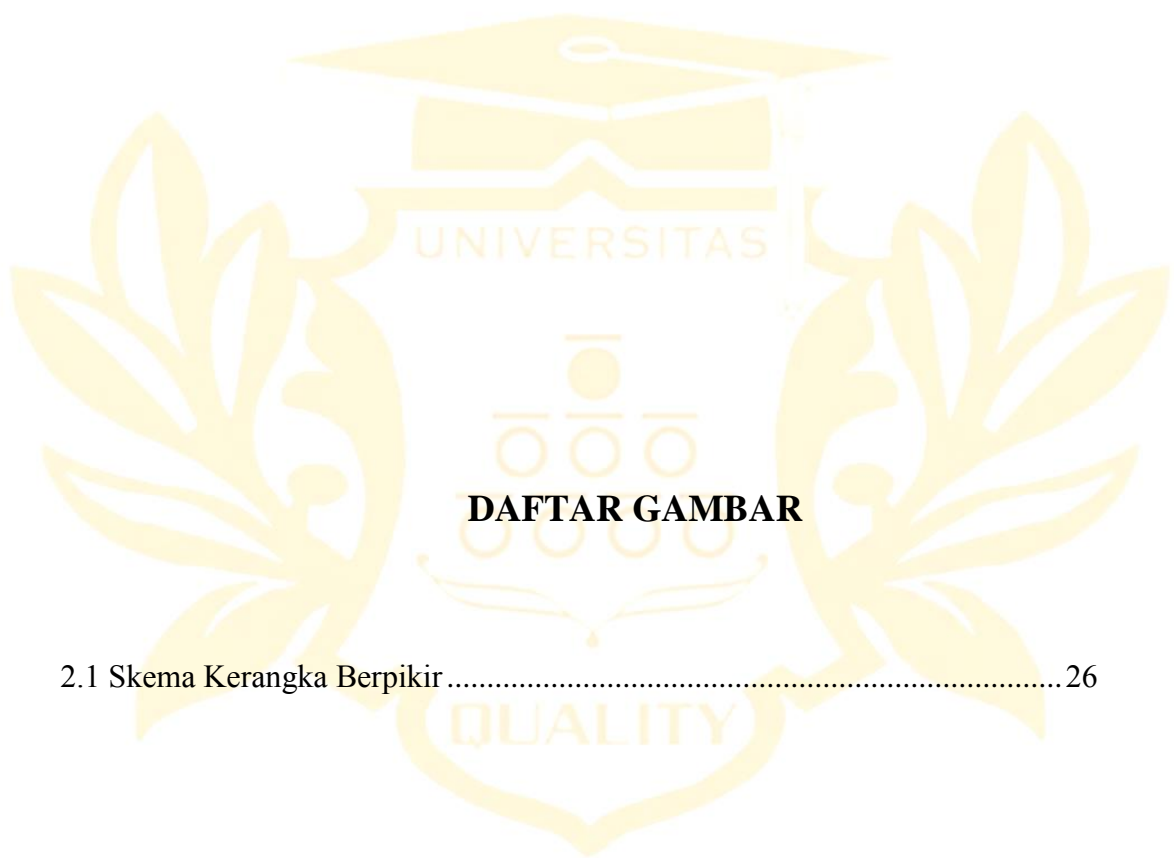 UNIVERSITAS
DAFTAR GAMBAR
2.1 Skema Kerangka Berpikir............................................................................26
QUALITY